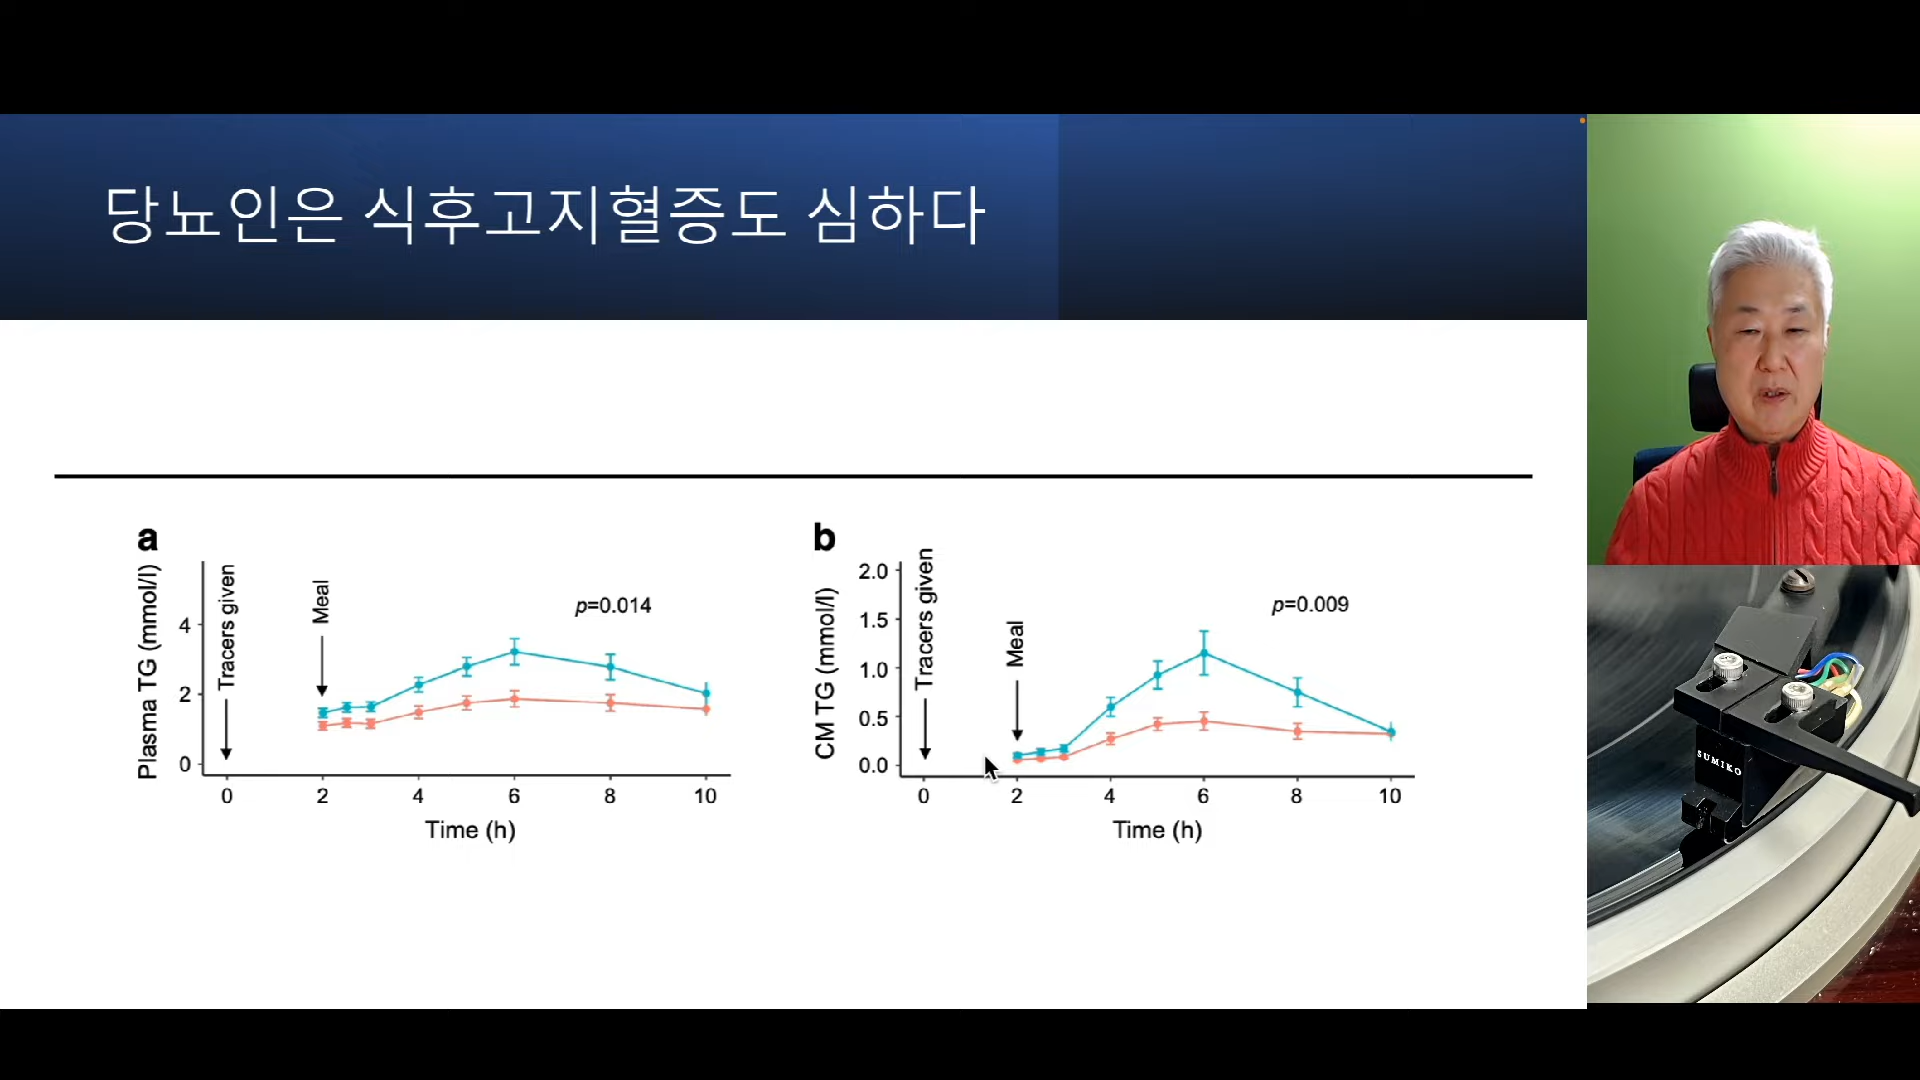 당뇨인은 식후고지혈증도 심하다
a
Plasma TG (mmol/l)
4
2
0
Tracers given
Meal
p=0.014
0 2 4 6 8 10
Time (h)
b
CM TG (mmol/l)
2.0
1.5
1.0
0.5
0.0
Tracers given
Meal
p=0.009
0 2 4 6 8 10
Time (h)
SUMIKO